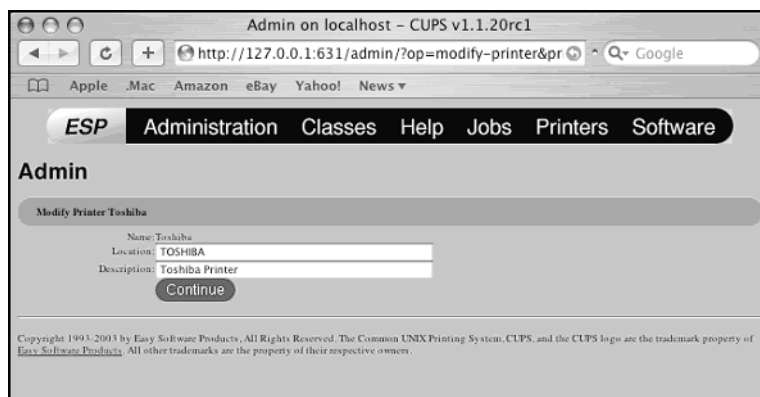 Admin on localhost – CUPS v1.1.20rc1
http://127.0.0.1:631/admin/?op=modify-printer&pr Google
Apple .Mac Amazon eBay Yahoo! News
ESP Administration Classes Help Jobs Printers Software
Admin
Modify Printer Toshiba
Name: Toshiba
Location: TOSHIBA
Description: Toshiba Printer
Continue
Copyright 1993-2003 by Easy Software Products, All Rights Reserved. The Common UNIX Printing System, CUPS, and the CUPS logo are the trademark property of
Easy Software Products. All other trademarks are the property of their respective owners.